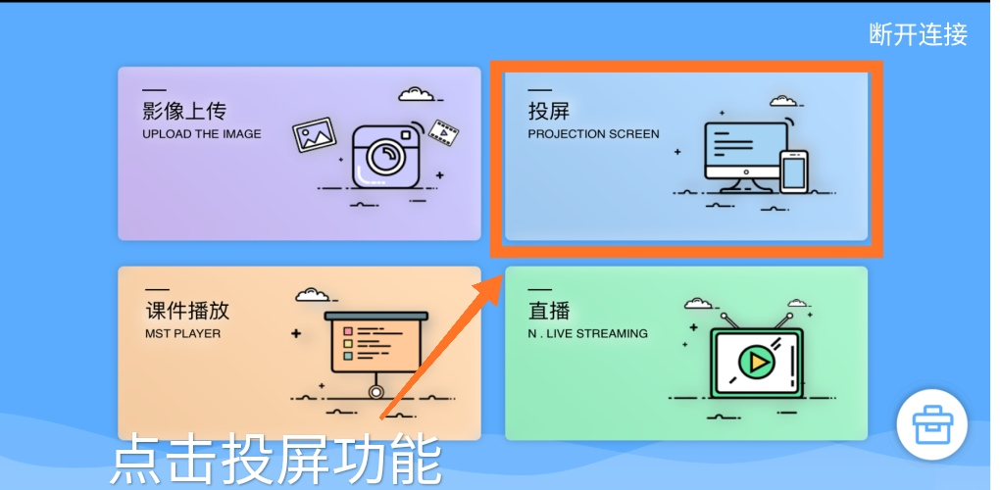 断开连接
影像上传
UPLOAD THE IMAGE
投屏
PROJECTION SCREEN
课件播放
MST PLAYER
直播
N . LIVE STREAMING
点击投屏功能